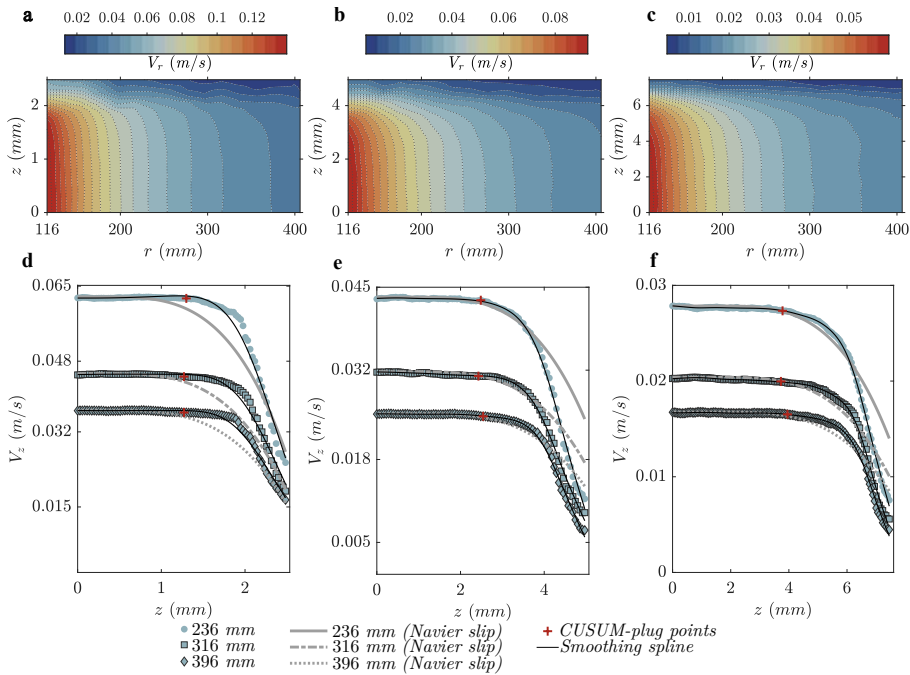 a
0.02 0.04 0.06 0.08 0.1 0.12
V_r (m/s)
z (mm)
2
1
0
116 200 300 400
r (mm)
b
0.02 0.04 0.06 0.08
V_r (m/s)
z (mm)
4
2
0
116 200 300 400
r (mm)
c
0.01 0.02 0.03 0.04 0.05
V_r (m/s)
z (mm)
6
4
2
0
116 200 300 400
r (mm)
d
V_z (m/s)
0.065
0.048
0.032
0.015
0 1 2
z (mm)
e
V_z (m/s)
0.045
0.032
0.018
0.005
0 2 4
z (mm)
f
V_z (m/s)
0.03
0.02
0.01
0
0 2 4 6
z (mm)
236 mm
316 mm
396 mm
236 mm (Navier slip)
316 mm (Navier slip)
396 mm (Navier slip)
CUSUM-plug points
Smoothing spline